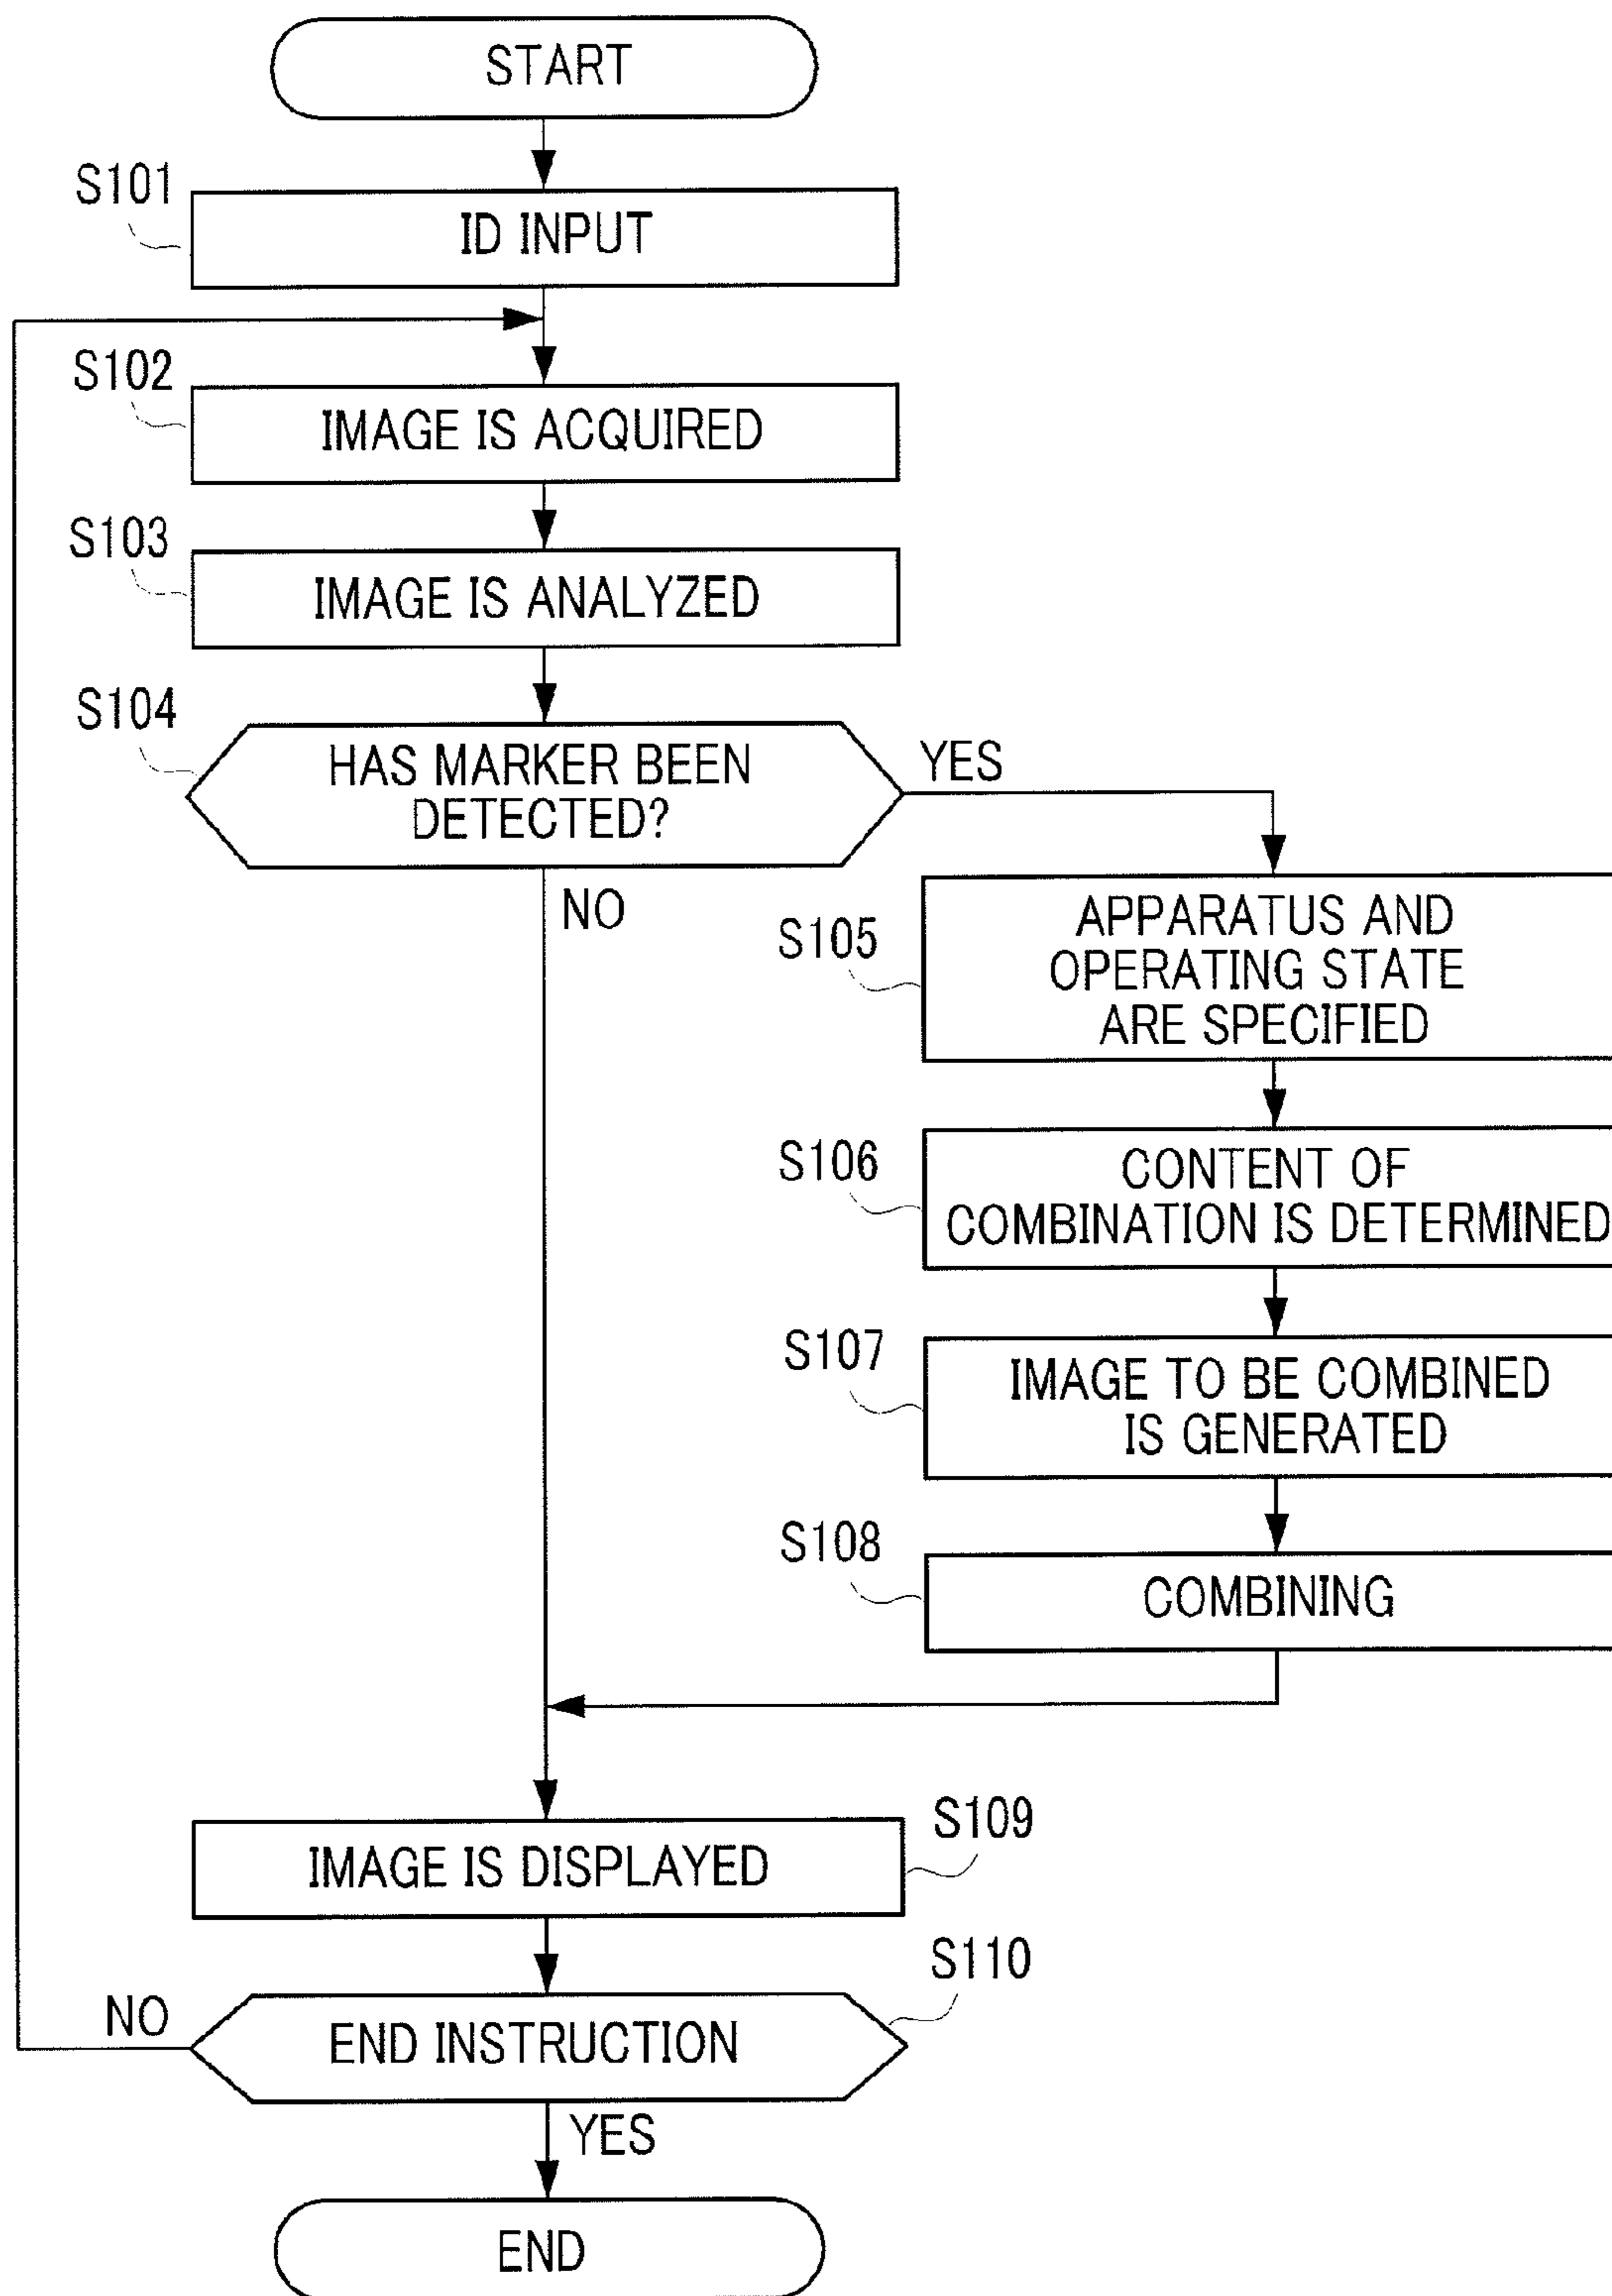 START
S101
ID INPUT
S102
IMAGE IS ACQUIRED
S103
IMAGE IS ANALYZED
S104
HAS MARKER BEEN
DETECTED?
YES
NO
S105
APPARATUS AND
OPERATING STATE
ARE SPECIFIED
S106
CONTENT OF
COMBINATION IS DETERMINED
S107
IMAGE TO BE COMBINED
IS GENERATED
S108
COMBINING
S109
IMAGE IS DISPLAYED
S110
NO
END INSTRUCTION
YES
END